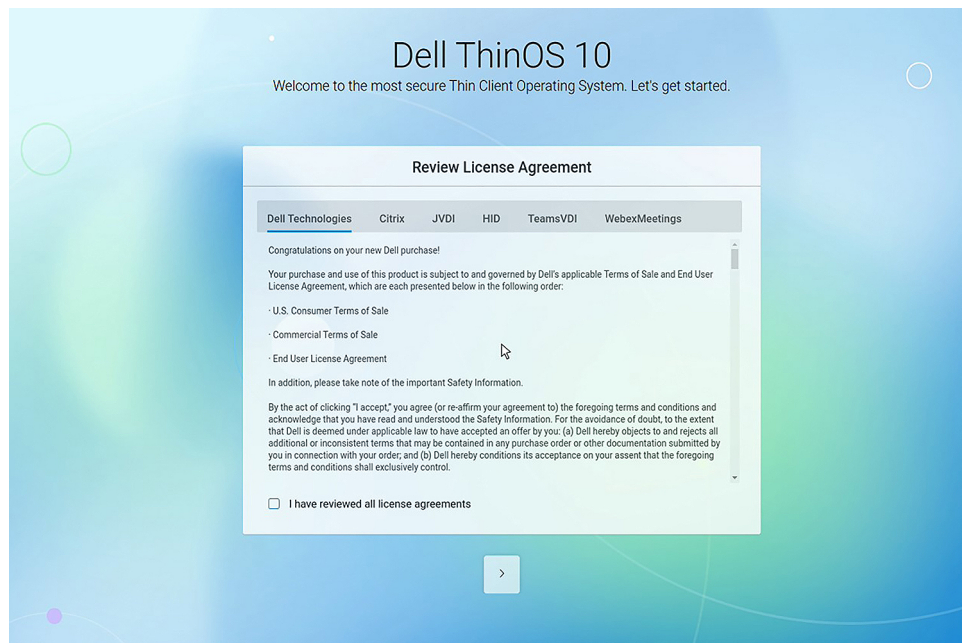 Dell ThinOS 10
Welcome to the most secure Thin Client Operating System. Let's get started.
Review License Agreement
Dell Technologies Citrix JVDI HID TeamsVDI WebexMeetings
Congratulations on your new Dell purchase!
Your purchase and use of this product is subject to and governed by Dell's applicable Terms of Sale and End User
License Agreement, which are each presented below in the following order:
· U.S. Consumer Terms of Sale
· Commercial Terms of Sale
· End User License Agreement
In addition, please take note of the important Safety Information.
By the act of clicking "I accept," you agree (or re-affirm your agreement to) the foregoing terms and conditions and
acknowledge that you have read and understood the Safety Information. For the avoidance of doubt, to the extent
that Dell is deemed under applicable law to have accepted an offer by you: (a) Dell hereby objects to and rejects all
additional or inconsistent terms that may be contained in any purchase order or other documentation submitted by
you in connection with your order; and (b) Dell hereby conditions its acceptance on your assent that the foregoing
terms and conditions shall exclusively control.
I have reviewed all license agreements